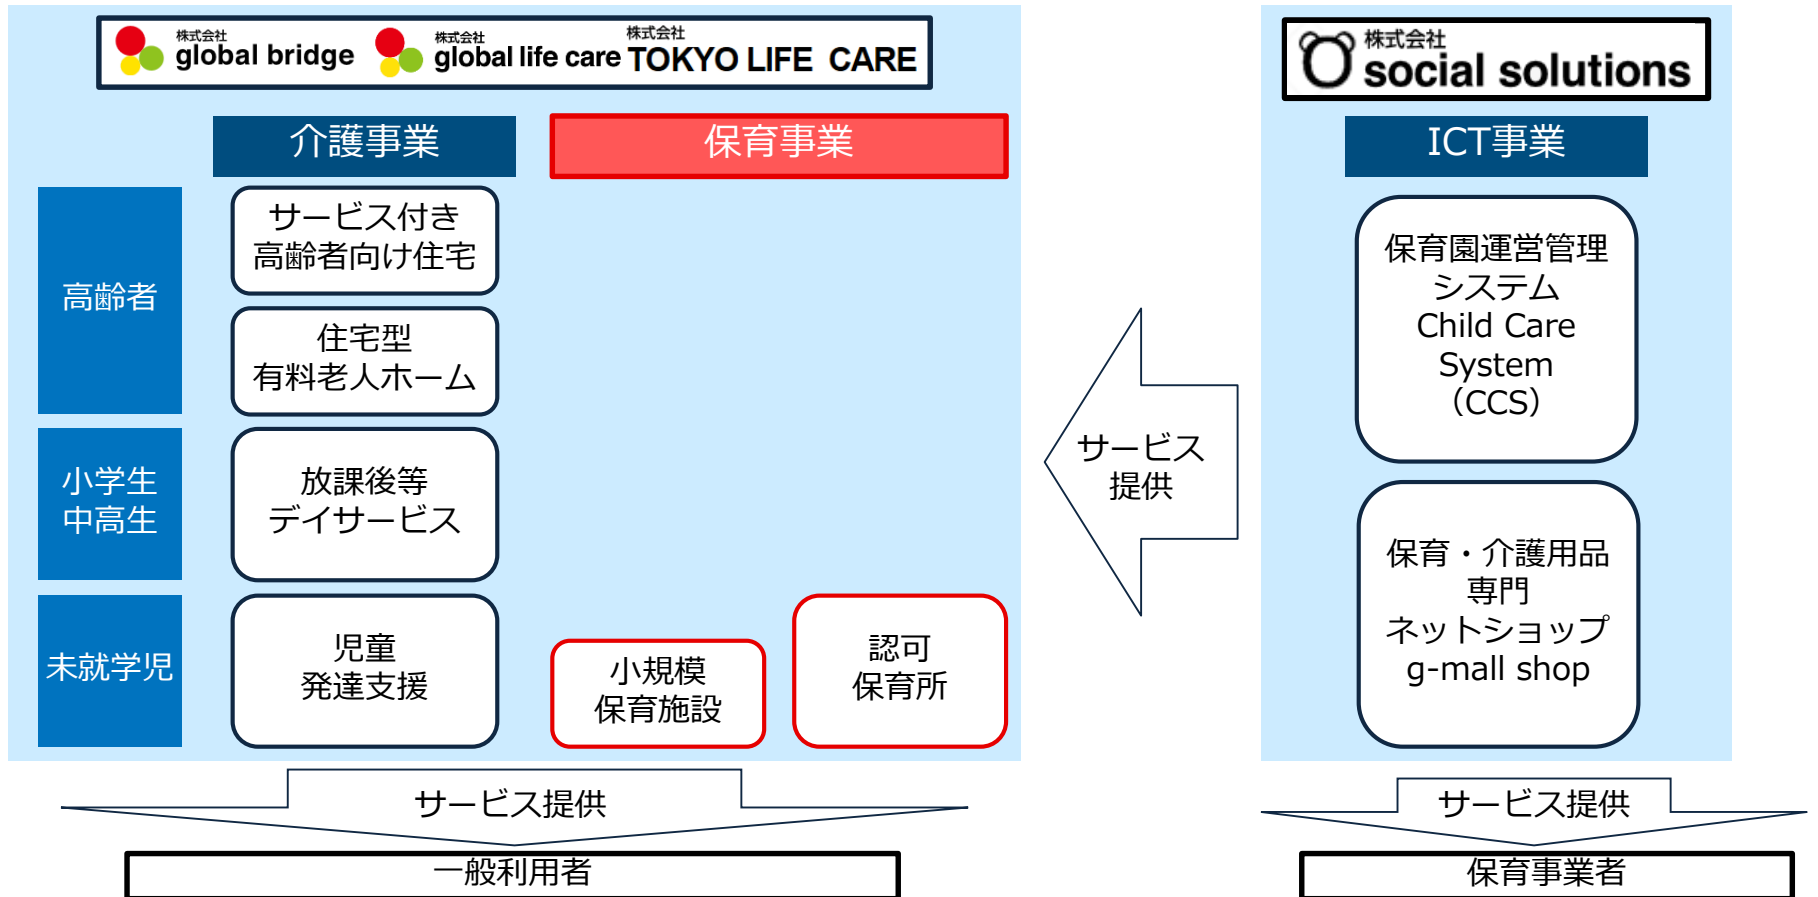 株式会社
global bridge
株式会社
global life care
株式会社
TOKYO LIFE CARE
介護事業
保育事業
高齢者
サービス付き
高齢者向け住宅
住宅型
有料老人ホーム
小学生
中高生
放課後等
デイサービス
未就学児
児童
発達支援
小規模
保育施設
認可
保育所
サービス提供
一般利用者
サービス
提供
株式会社
social solutions
ICT事業
保育園運営管理
システム
Child Care
System
（CCS）
保育・介護用品
専門
ネットショップ
g-mall shop
サービス提供
保育事業者